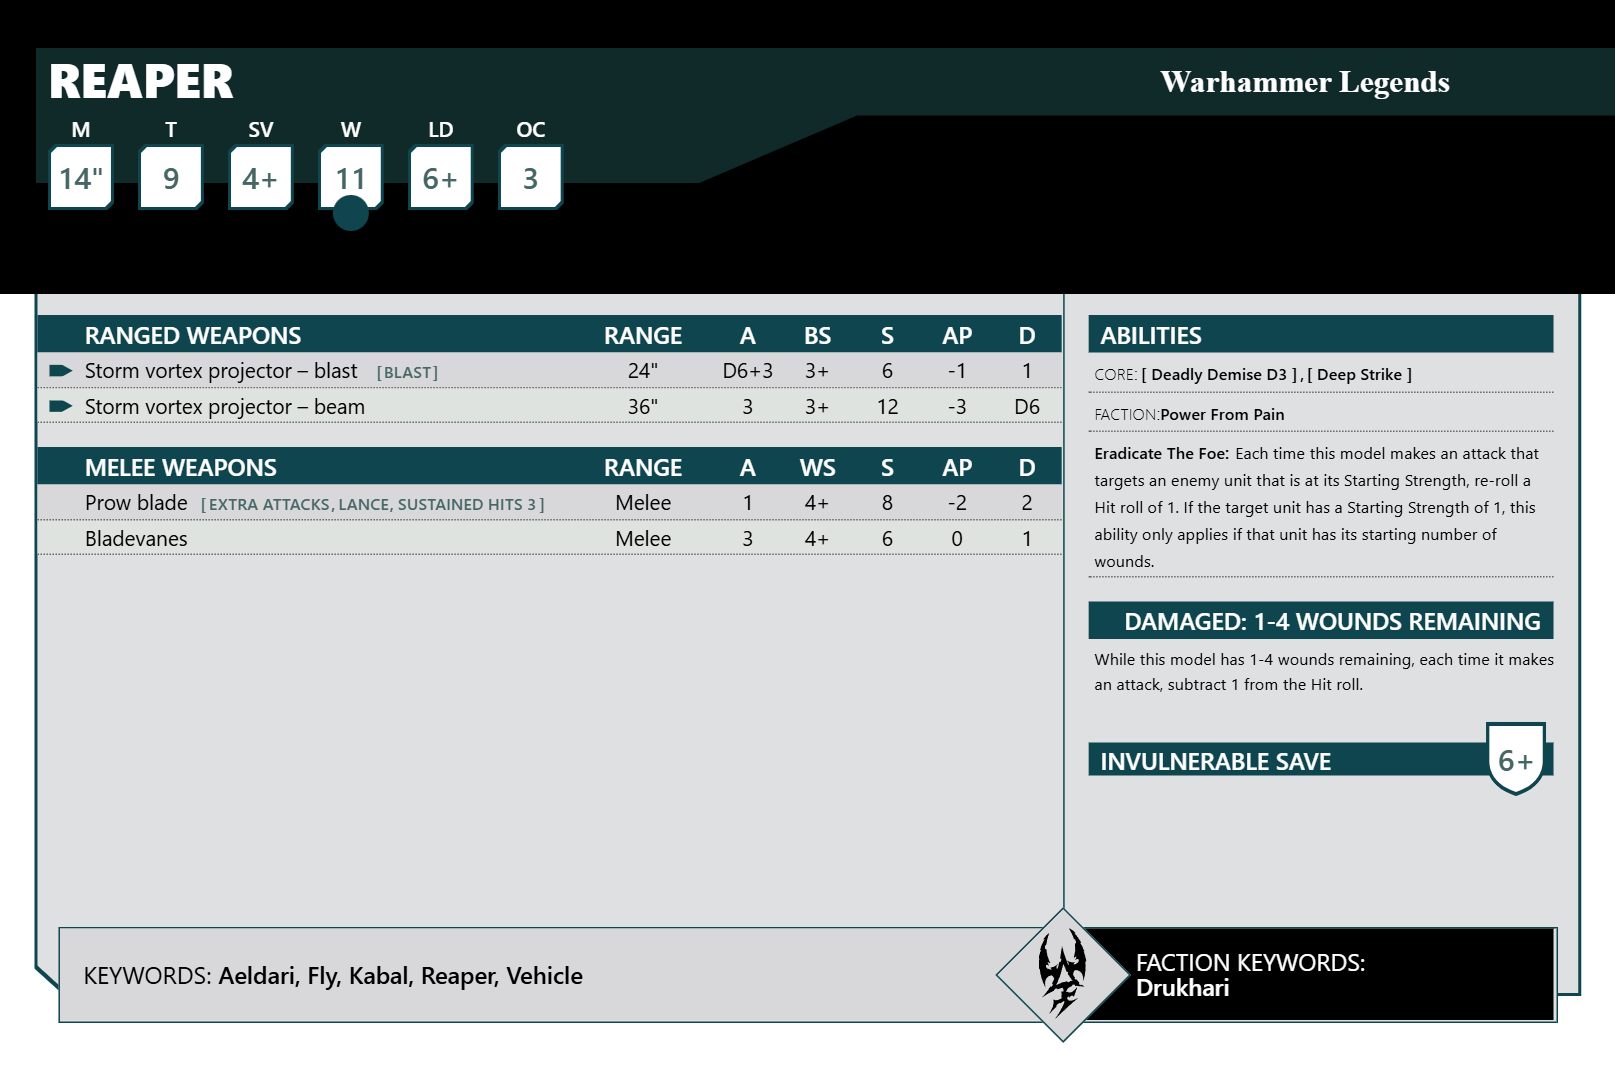 REAPER
Warhammer Legends
M T SV W LD OC
14" 9 4+ 11 6+ 3
RANGED WEAPONS RANGE A BS S AP D
Storm vortex projector – blast [BLAST] 24" D6+3 3+ 6 -1 1
Storm vortex projector – beam 36" 3 3+ 12 -3 D6
MELEE WEAPONS RANGE A WS S AP D
Prow blade [EXTRA ATTACKS, LANCE, SUSTAINED HITS 3] Melee 1 4+ 8 -2 2
Bladevanes Melee 3 4+ 6 0 1
ABILITIES
CORE: [ Deadly Demise D3 ] , [ Deep Strike ]
FACTION:Power From Pain
Eradicate The Foe: Each time this model makes an attack that
targets an enemy unit that is at its Starting Strength, re-roll a
Hit roll of 1. If the target unit has a Starting Strength of 1, this
ability only applies if that unit has its starting number of
wounds.
DAMAGED: 1-4 WOUNDS REMAINING
While this model has 1-4 wounds remaining, each time it makes
an attack, subtract 1 from the Hit roll.
INVULNERABLE SAVE 6+
KEYWORDS: Aeldari, Fly, Kabal, Reaper, Vehicle
FACTION KEYWORDS:
Drukhari